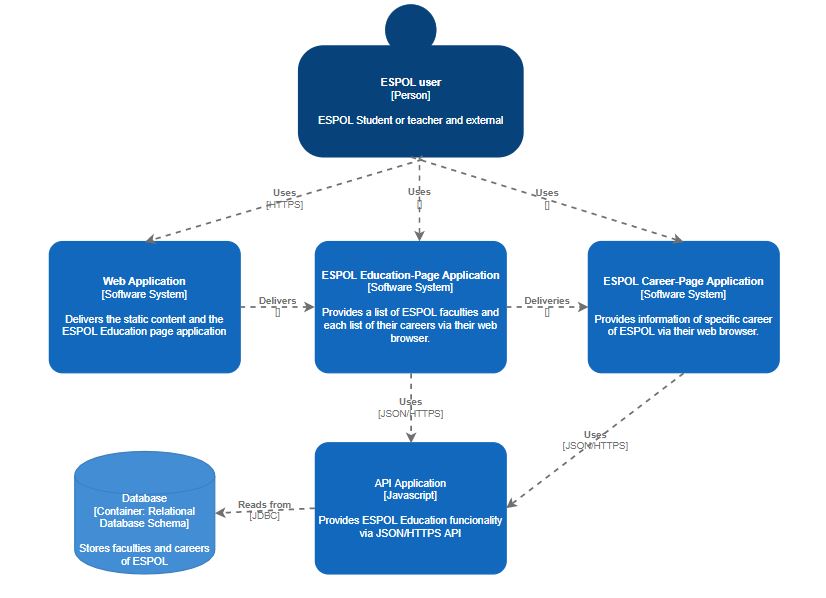 ESPOL user
[Person]
ESPOL Student or teacher and external
Uses
[HTTPS]
Uses
[]
Uses
[]
Web Application
[Software System]
Delivers the static content and the
ESPOL Education page application
Delivers
[]
ESPOL Education-Page Application
[Software System]
Provides a list of ESPOL faculties and
each list of their careers via their web
browser.
Deliveries
[]
ESPOL Career-Page Application
[Software System]
Provides information of specific career
of ESPOL via their web browser.
Uses
[JSON/HTTPS]
Uses
[JSON/HTTPS]
Database
[Container: Relational
Database Schema]
Stores faculties and careers
of ESPOL
Reads from
[JDBC]
API Application
[Javascript]
Provides ESPOL Education funcionality
via JSON/HTTPS API